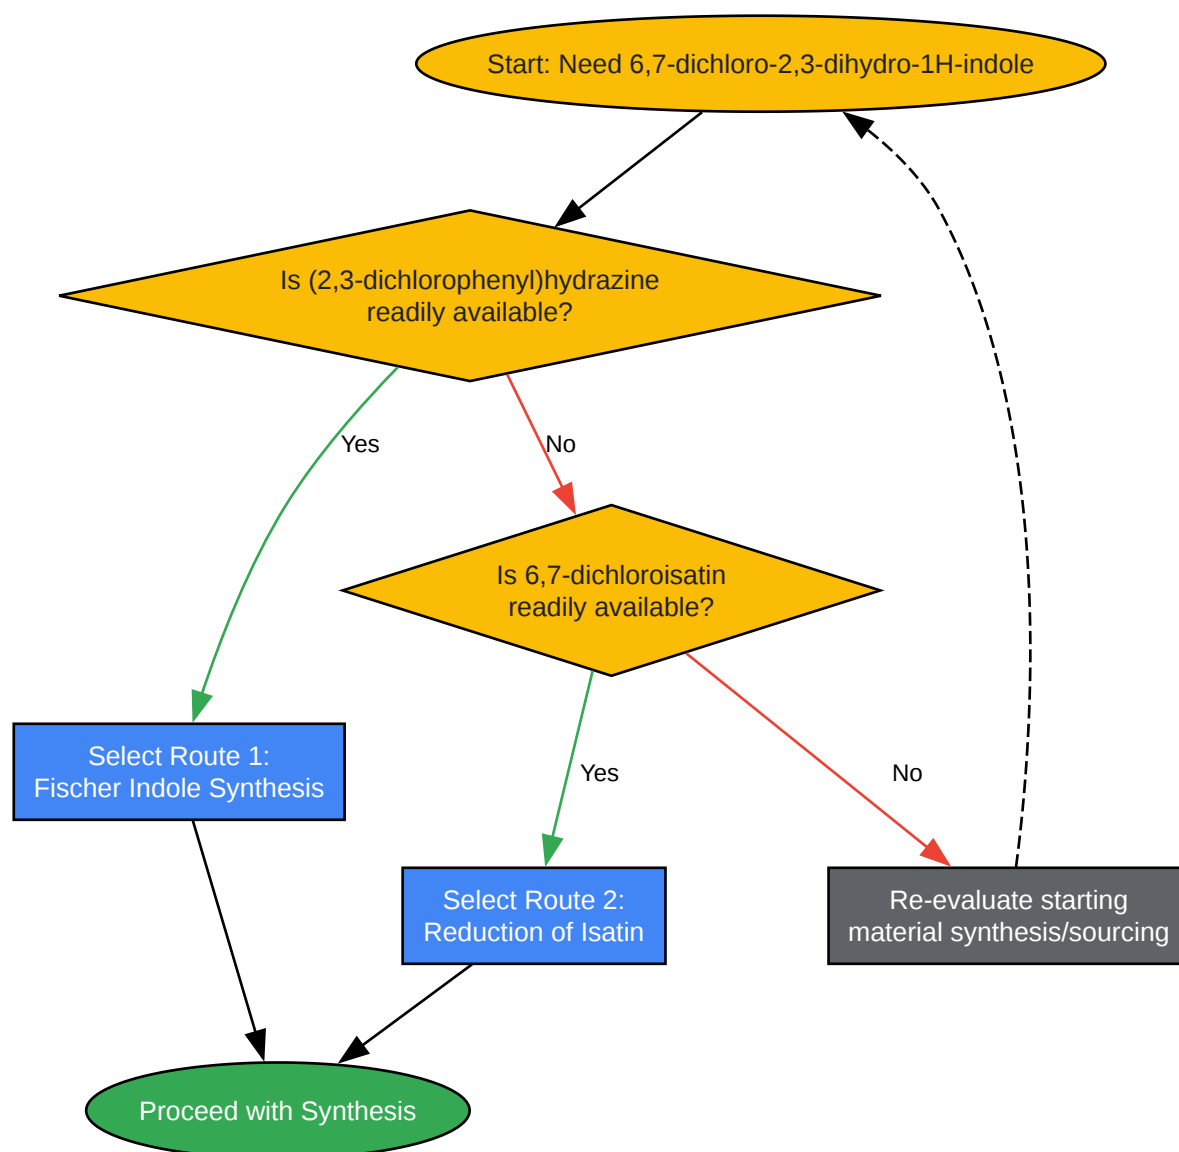 Start: Need 6,7-dichloro-2,3-dihydro-1H-indole
Is (2,3-dichlorophenyl)hydrazine
readily available?
Yes
No
Is 6,7-dichloroisatin
readily available?
Select Route 1:
Fischer Indole Synthesis
Yes
No
Select Route 2:
Reduction of Isatin
Re-evaluate starting
material synthesis/sourcing
Proceed with Synthesis